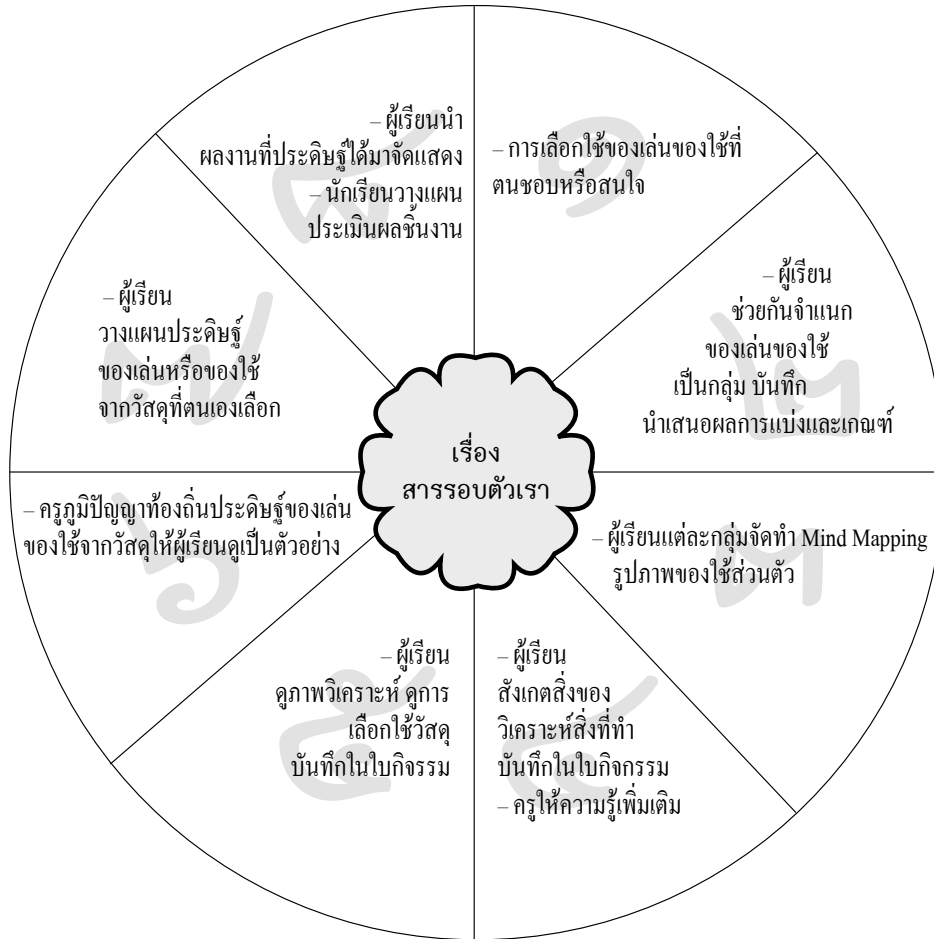 เรื่อง
สารรอบตัวเรา
๑
– การเลือกใช้ของเล่นของใช้ที่
ตนชอบหรือสนใจ
๒
– ผู้เรียน
ช่วยกันจำแนก
ของเล่นของใช้
เป็นกลุ่ม บันทึก
นำเสนอผลการแบ่งและเกณฑ์
๓
– ผู้เรียนแต่ละกลุ่มจัดทำ Mind Mapping
รูปภาพของใช้ส่วนตัว
๔
– ผู้เรียน
สังเกตสิ่งของ
วิเคราะห์สิ่งที่ทำ
บันทึกในใบกิจกรรม
– ครูให้ความรู้เพิ่มเติม
๕
– ผู้เรียน
ดูภาพวิเคราะห์ ดูการ
เลือกใช้วัสดุ
บันทึกในใบกิจรรม
๖
– ครูภูมิปัญญาท้องถิ่นประดิษฐ์ของเล่น
ของใช้จากวัสดุให้ผู้เรียนดูเป็นตัวอย่าง
๗
– ผู้เรียน
วางแผนประดิษฐ์
ของเล่นหรือของใช้
จากวัสดุที่ตนเองเลือก
๘
– ผู้เรียนนำ
ผลงานที่ประดิษฐ์ได้มาจัดแสดง
– นักเรียนวางแผน
ประเมินผลชิ้นงาน